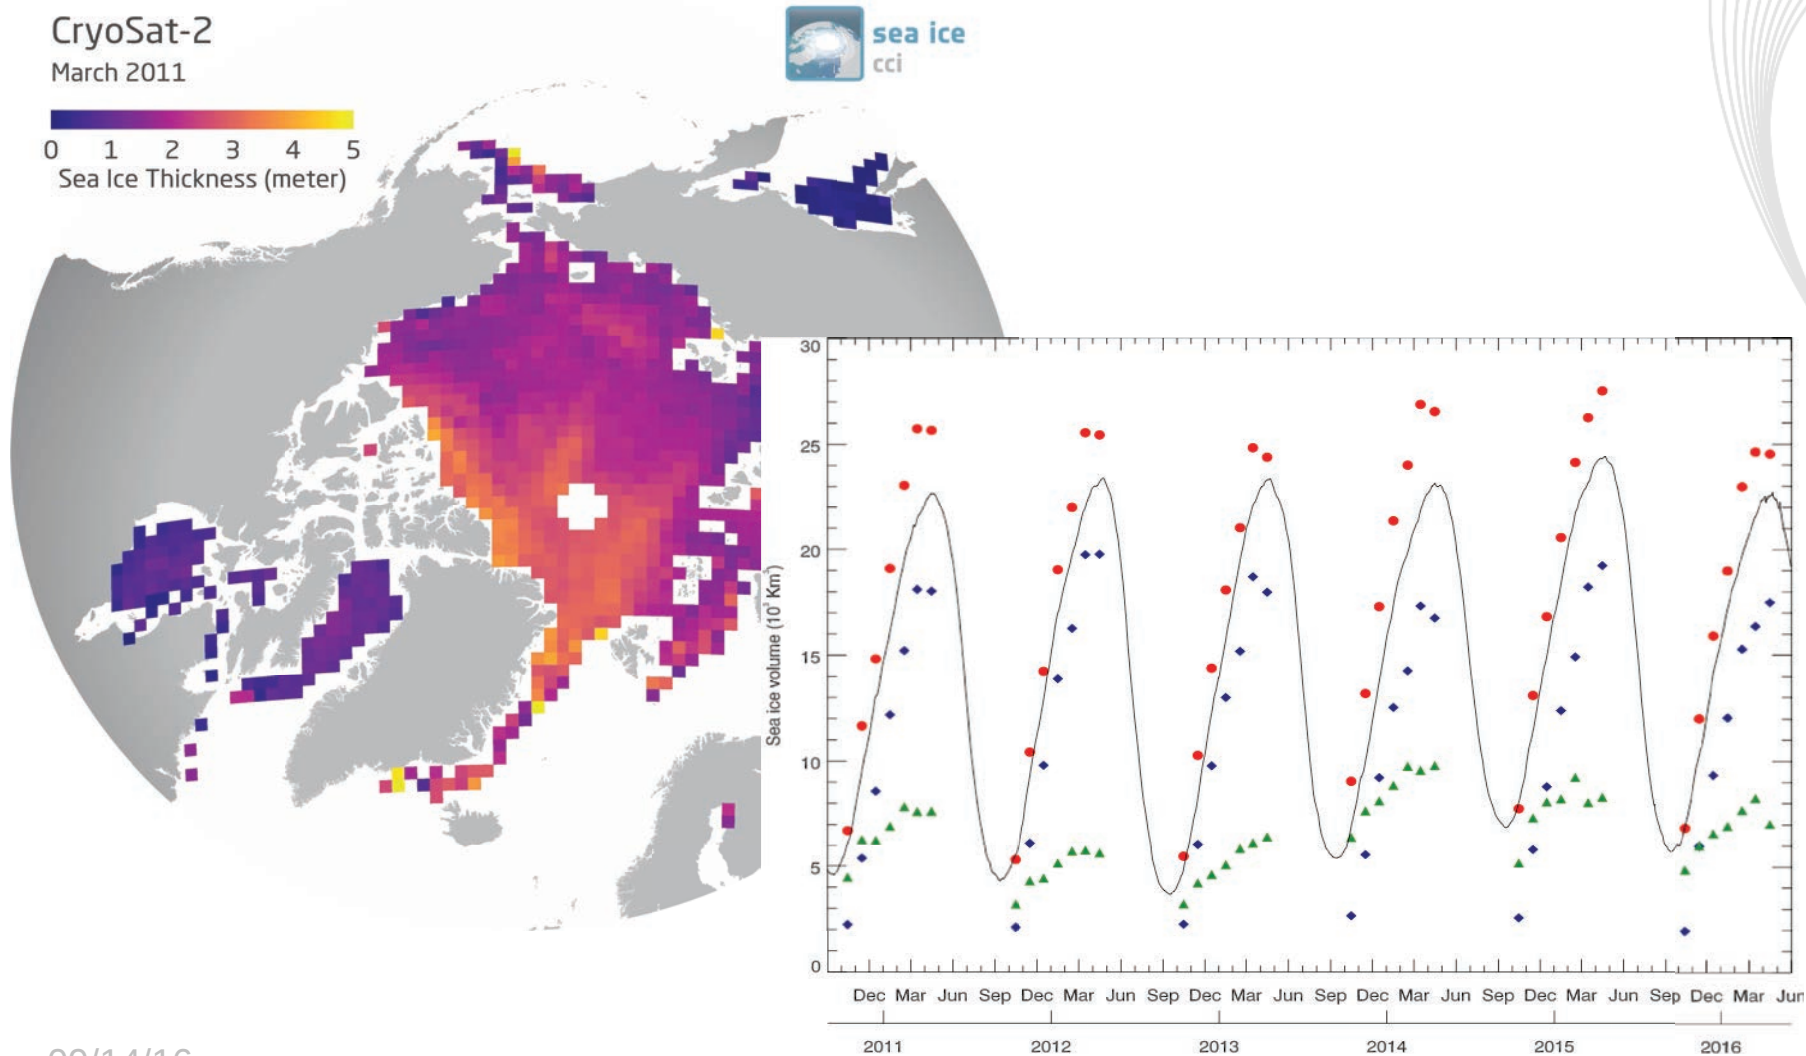 CryoSat-2
March 2011
0 1 2 3 4 5
Sea Ice Thickness (meter)
sea ice
cci
30
25
20
15
10
5
0
Sea ice volume (10³ Km³)
Dec Mar Jun Sep Dec Mar Jun Sep Dec Mar Jun Sep Dec Mar Jun Sep Dec Mar Jun Sep Dec Mar Jun
2011 2012 2013 2014 2015 2016